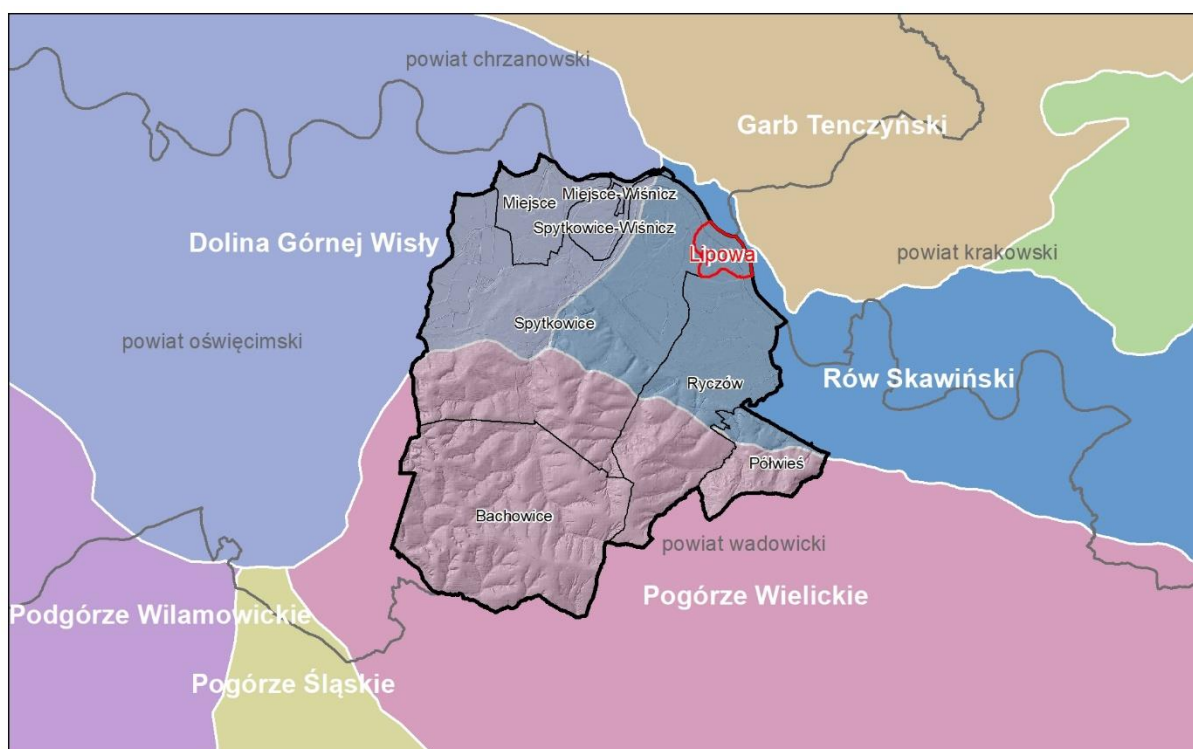 powiat chrzanowski
Garb Tenczyński
Miejsce-Wiśnicz
Miejsce
Spytkowice-Wiśnicz
Dolina Górnej Wisły
Lipowa
powiat krakowski
Spytkowice
powiat oświęcimski
Rów Skawiński
Ryczów
Półwieś
Bachowice
powiat wadowicki
Pogórze Wielickie
Podgórze Wilamowickie
Pogórze Śląskie